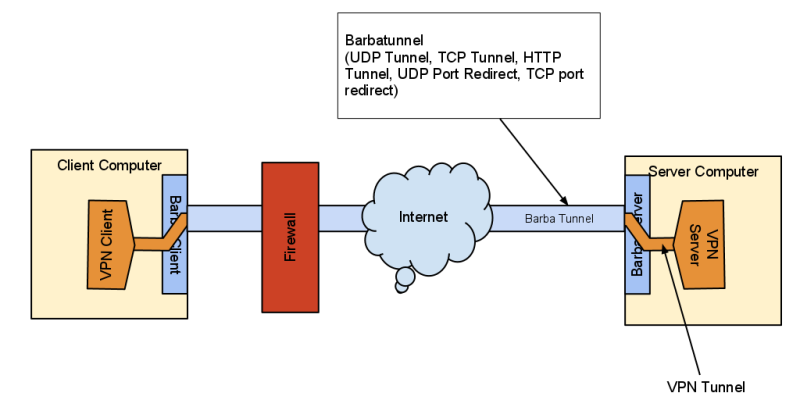 Barbatunnel
(UDP Tunnel, TCP Tunnel, HTTP
Tunnel, UDP Port Redirect, TCP port
redirect)
Client Computer
Server Computer
VPN Client
Barba Client
Firewall
Internet
Barba Tunnel
Barba Server
VPN
Server
VPN Tunnel